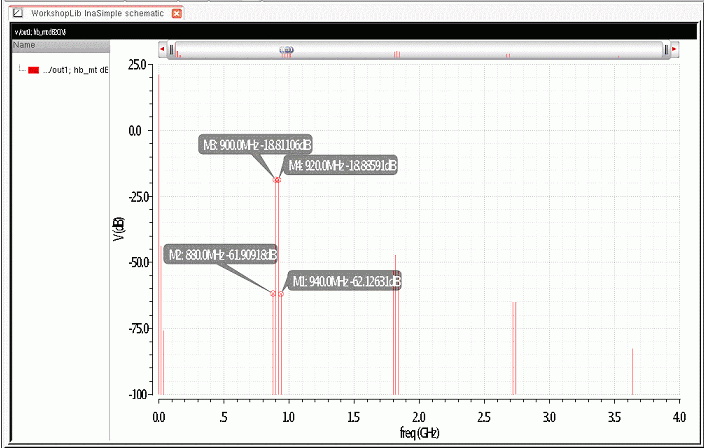 WorkshopLib lnaSimple schematic
v /out1; hb_mt dB20(V)
Name
.../out1; hb_mt dB
25.0
0.0
-25.0
-50.0
-75.0
-100
V (dB)
M3: 900.0MHz -18.81106dB
M4: 920.0MHz -18.88591dB
M2: 880.0MHz -61.90918dB
M1: 940.0MHz -62.12631dB
0.0 .5 1.0 1.5 2.0 2.5 3.0 3.5 4.0
freq (GHz)